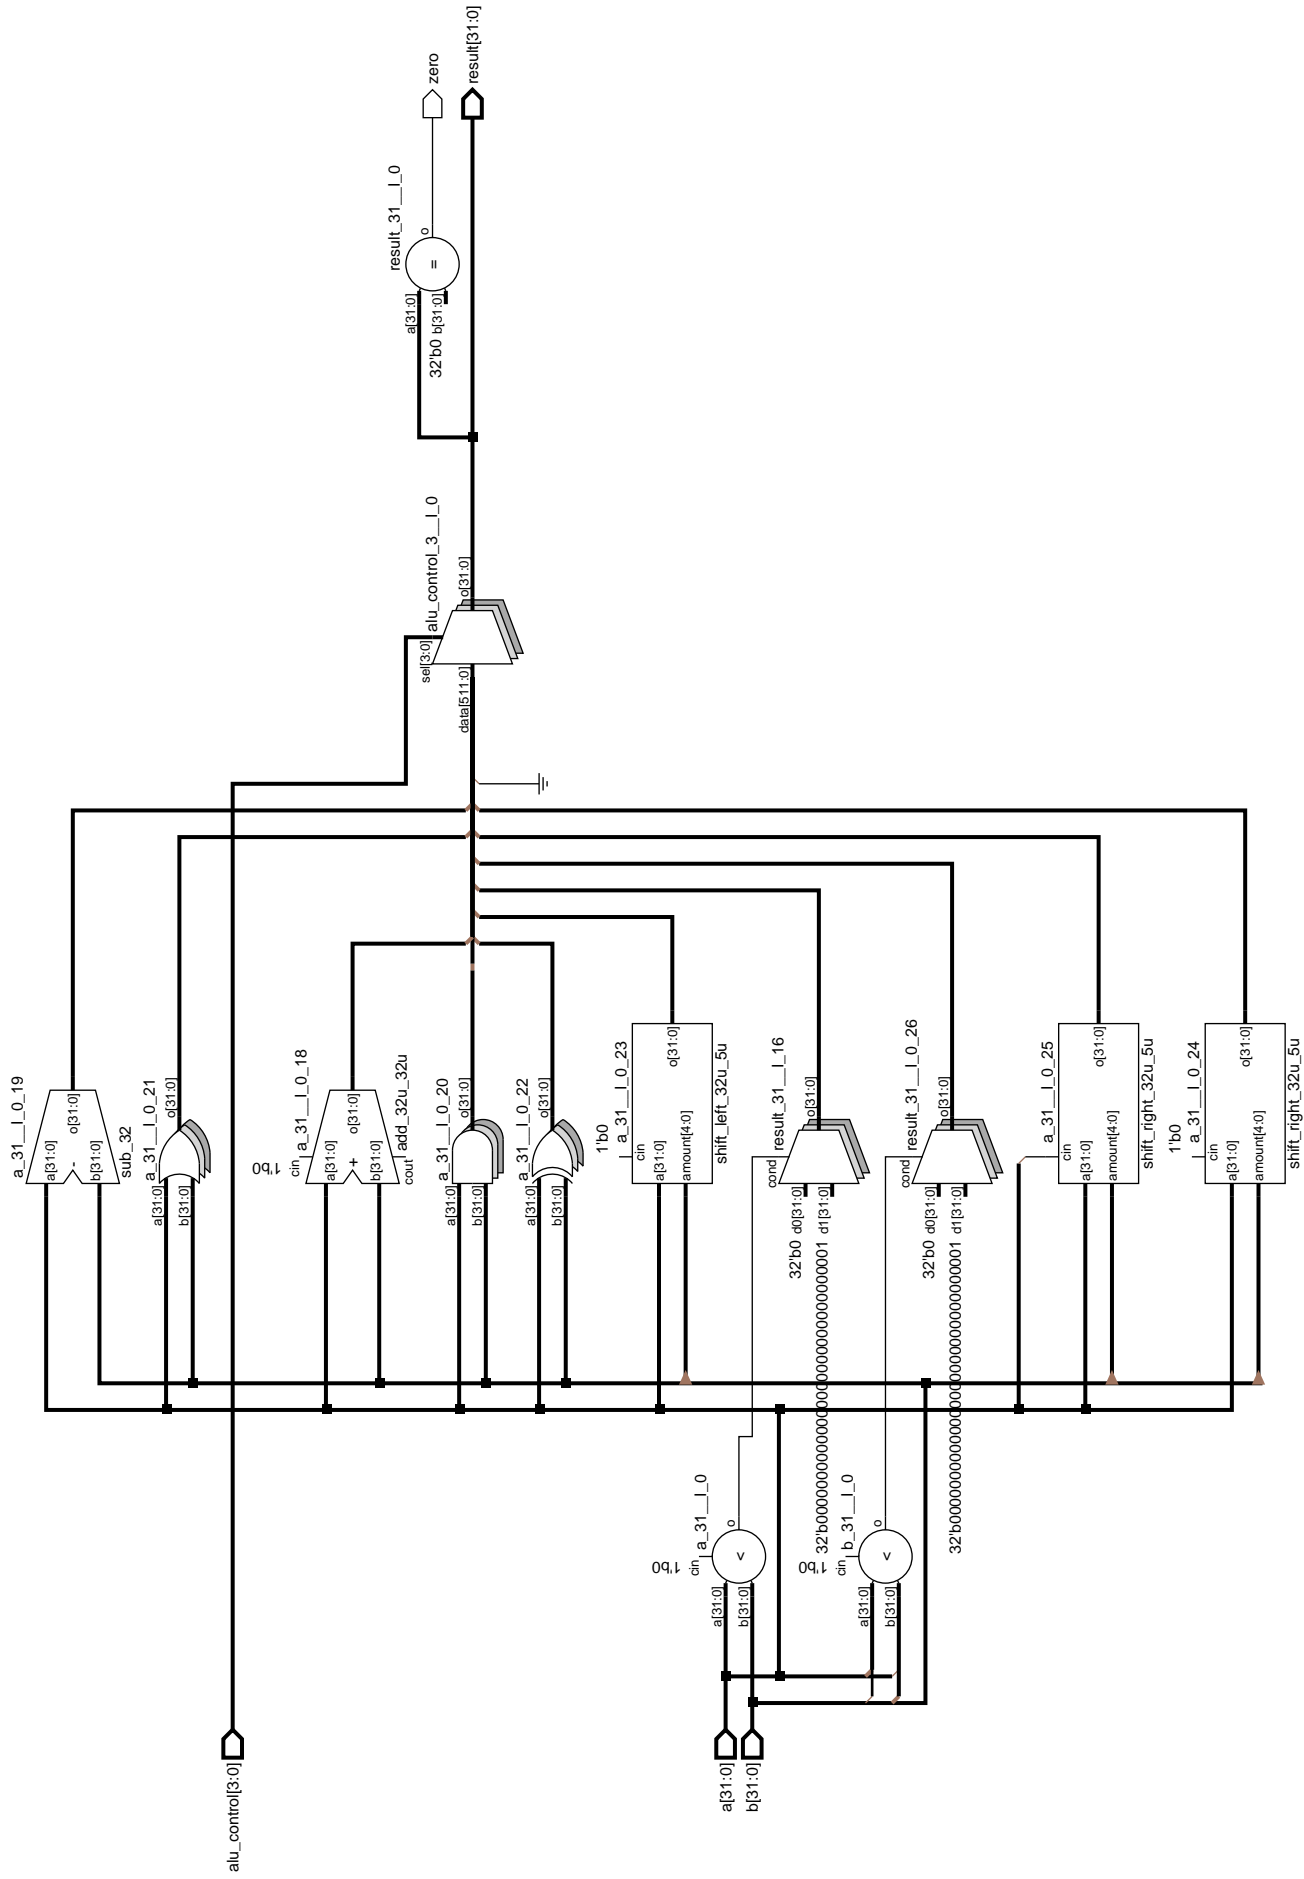 alu_control[3:0]
a[31:0]
b[31:0]
a_31__I_0
1'b0
cin
a[31:0]
b[31:0]
<
o
b_31__I_0
1'b0
cin
a[31:0]
b[31:0]
<
o
a_31__I_0_19
a[31:0]
b[31:0]
-
o[31:0]
sub_32
a_31__I_0_21
a[31:0]
b[31:0]
o[31:0]
a_31__I_0_18
1'b0
cin
a[31:0]
b[31:0]
+
o[31:0]
cout
add_32u_32u
a_31__I_0_20
a[31:0]
b[31:0]
o[31:0]
a_31__I_0_22
a[31:0]
b[31:0]
o[31:0]
1'b0
a_31__I_0_23
cin
a[31:0]
amount[4:0]
o[31:0]
shift_left_32u_5u
result_31__I_16
cond
32'b0 d0[31:0]
32'b00000000000000000000000000000001 d1[31:0]
o[31:0]
result_31__I_0_26
cond
32'b0 d0[31:0]
32'b00000000000000000000000000000001 d1[31:0]
o[31:0]
a_31__I_0_25
cin
a[31:0]
amount[4:0]
o[31:0]
shift_right_32u_5u
1'b0
a_31__I_0_24
cin
a[31:0]
amount[4:0]
o[31:0]
shift_right_32u_5u
alu_control_3__I_0
sel[3:0]
data[511:0]
o[31:0]
result_31__I_0
a[31:0]
32'b0 b[31:0]
=
o
zero
result[31:0]